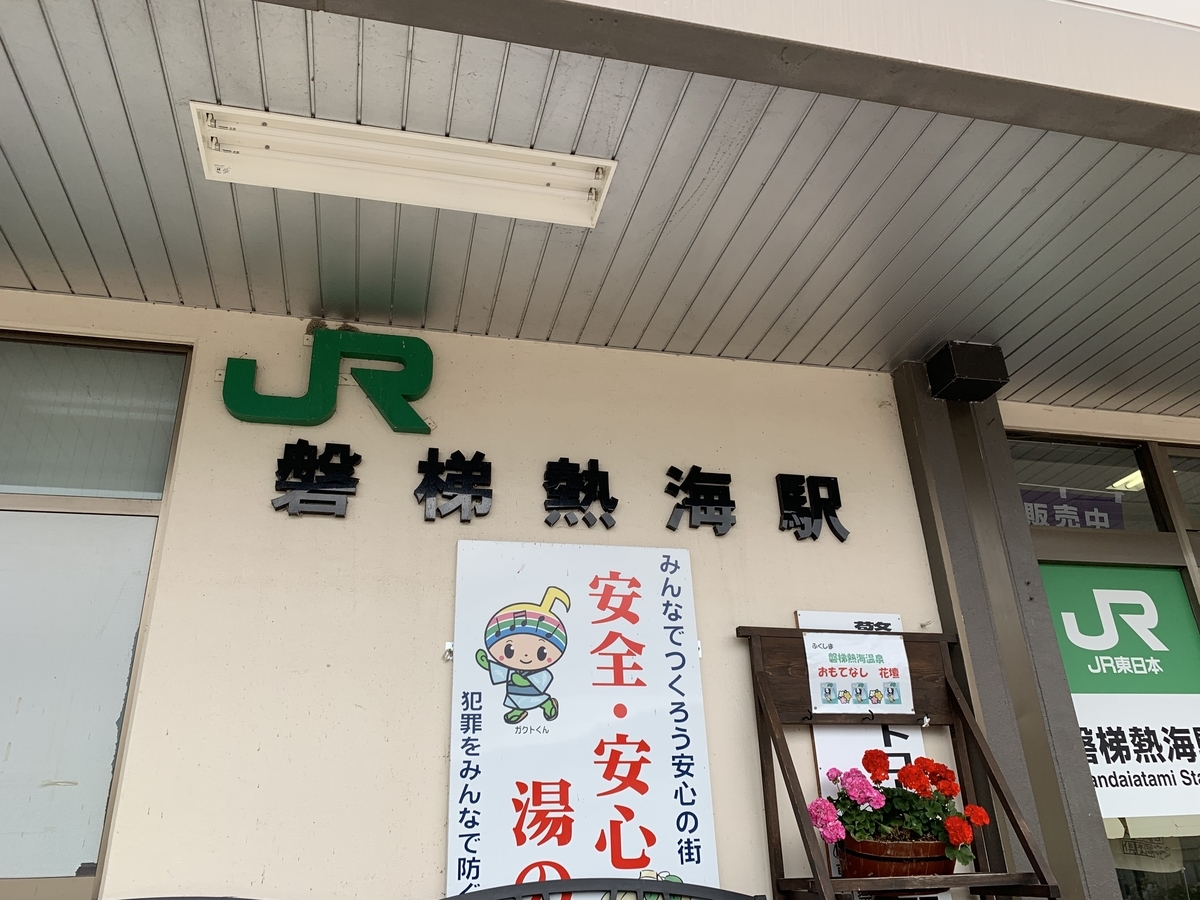 JR
磐梯熱海駅
みんなでつくろう安心の街
安全・安心
湯の
犯罪をみんなで防ぐ
ガクトくん
ふくしま
磐梯熱海温泉
おもてなし 花壇
販売中
JR
JR東日本
梯熱海
andaiatami Sta